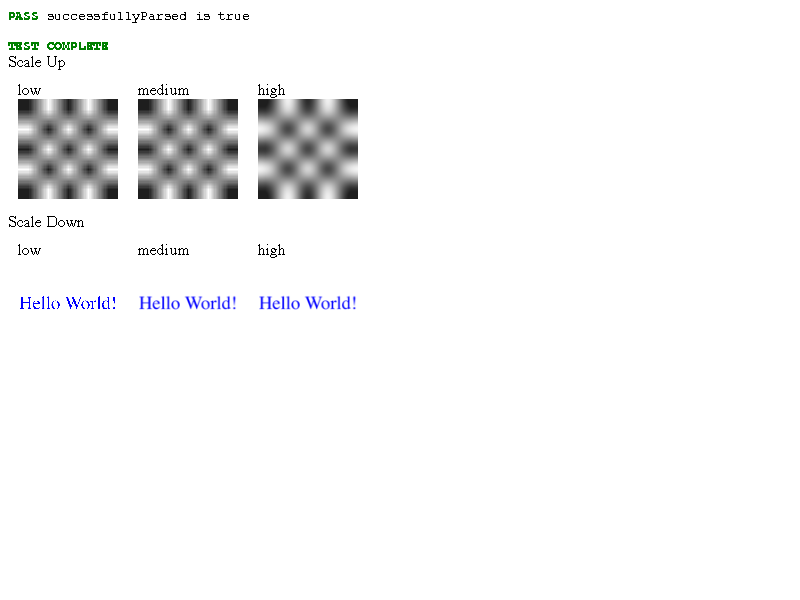 PASS successfullyParsed is true
TEST COMPLETE
Scale Up
low medium high
Scale Down
low medium high
Hello World! Hello World! Hello World!